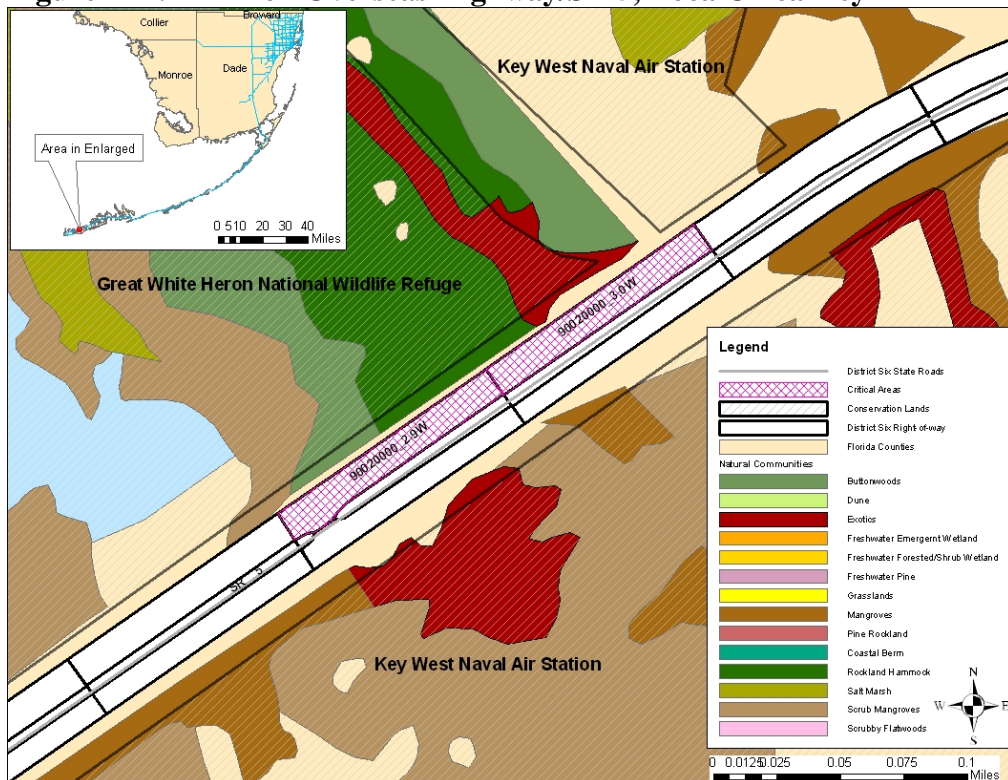 Collier
Broward
Monroe
Dade
Area in Enlarged
0 510 20 30 40
Miles
Key West Naval Air Station
Great White Heron National Wildlife Refuge
90020000_3.0W
90020000_2.9W
SR 5
Key West Naval Air Station
Legend
District Six State Roads
Critical Areas
Conservation Lands
District Six Right-of-way
Florida Counties
Natural Communities
Buttonwoods
Dune
Exotics
Freshwater Emergernt Wetland
Freshwater Forested/Shrub Wetland
Freshwater Pine
Grasslands
Mangroves
Pine Rockland
Coastal Berm
Rockland Hammock
Salt Marsh
Scrub Mangroves
Scrubby Flatwoods
N
W E
S
0 0.01250.025 0.05 0.075 0.1
Miles